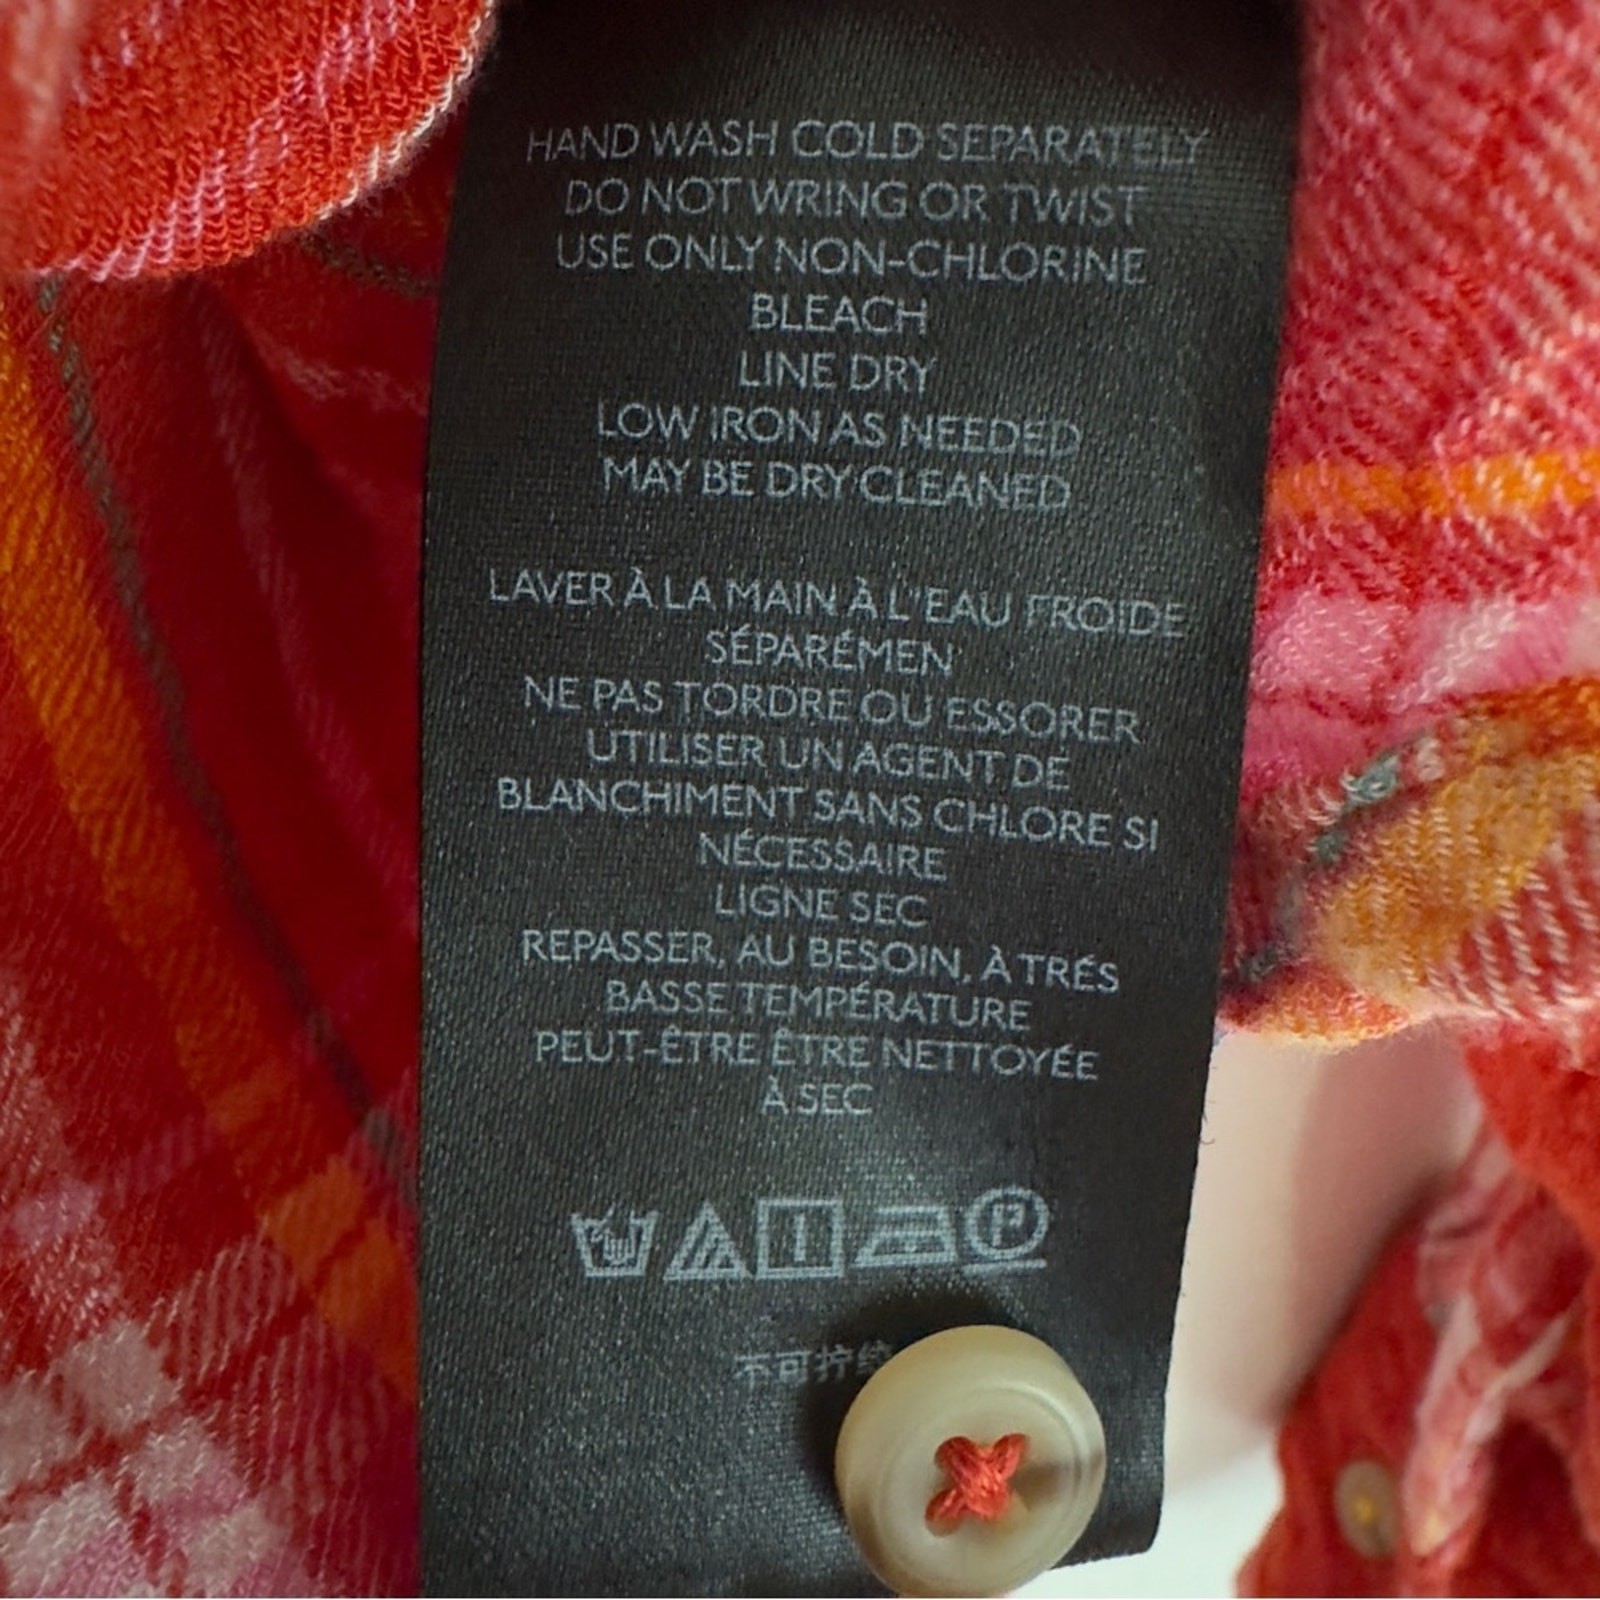 HAND WASH COLD SEPARATELY
DO NOT WRING OR TWIST
USE ONLY NON-CHLORINE
BLEACH
LINE DRY
LOW IRON AS NEEDED
MAY BE DRY CLEANED
LAVER À LA MAIN À L'EAU FROIDE
SÉPARÉMEN
NE PAS TORDRE OU ESSORER
UTILISER UN AGENT DE
BLANCHIMENT SANS CHLORE SI
NÉCESSAIRE
LIGNE SEC
REPASSER, AU BESOIN, À TRÉS
BASSE TEMPÉRATURE
PEUT-ÊTRE ÊTRE NETTOYÉE
À SEC
P
不可拧